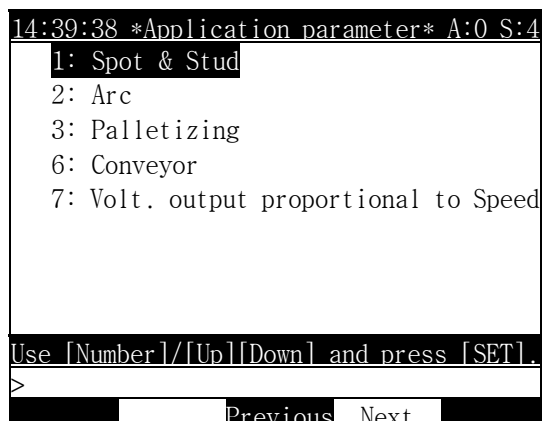 14:39:38 *Application parameter* A:0 S:4
1: Spot & Stud
2: Arc
3: Palletizing
6: Conveyor
7: Volt. output proportional to Speed
Use [Number]/[Up][Down] and press [SET].
>
Previous Next